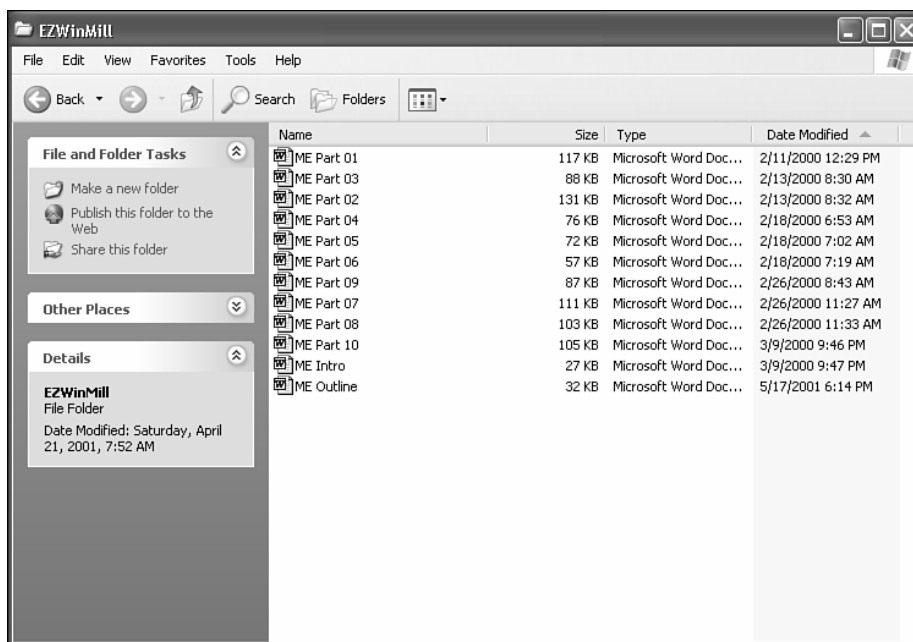 EZWinMill
File Edit View Favorites Tools Help
Back Search Folders
File and Folder Tasks
Make a new folder
Publish this folder to the
Web
Share this folder
Other Places
Details
EZWinMill
File Folder
Date Modified: Saturday, April
21, 2001, 7:52 AM
Name Size Type Date Modified
ME Part 01 117 KB Microsoft Word Doc... 2/11/2000 12:29 PM
ME Part 03 88 KB Microsoft Word Doc... 2/13/2000 8:30 AM
ME Part 02 131 KB Microsoft Word Doc... 2/13/2000 8:32 AM
ME Part 04 76 KB Microsoft Word Doc... 2/18/2000 6:53 AM
ME Part 05 72 KB Microsoft Word Doc... 2/18/2000 7:02 AM
ME Part 06 57 KB Microsoft Word Doc... 2/18/2000 7:19 AM
ME Part 09 87 KB Microsoft Word Doc... 2/26/2000 8:43 AM
ME Part 07 111 KB Microsoft Word Doc... 2/26/2000 11:27 AM
ME Part 08 103 KB Microsoft Word Doc... 2/26/2000 11:33 AM
ME Part 10 105 KB Microsoft Word Doc... 3/9/2000 9:46 PM
ME Intro 27 KB Microsoft Word Doc... 3/9/2000 9:47 PM
ME Outline 32 KB Microsoft Word Doc... 5/17/2001 6:14 PM